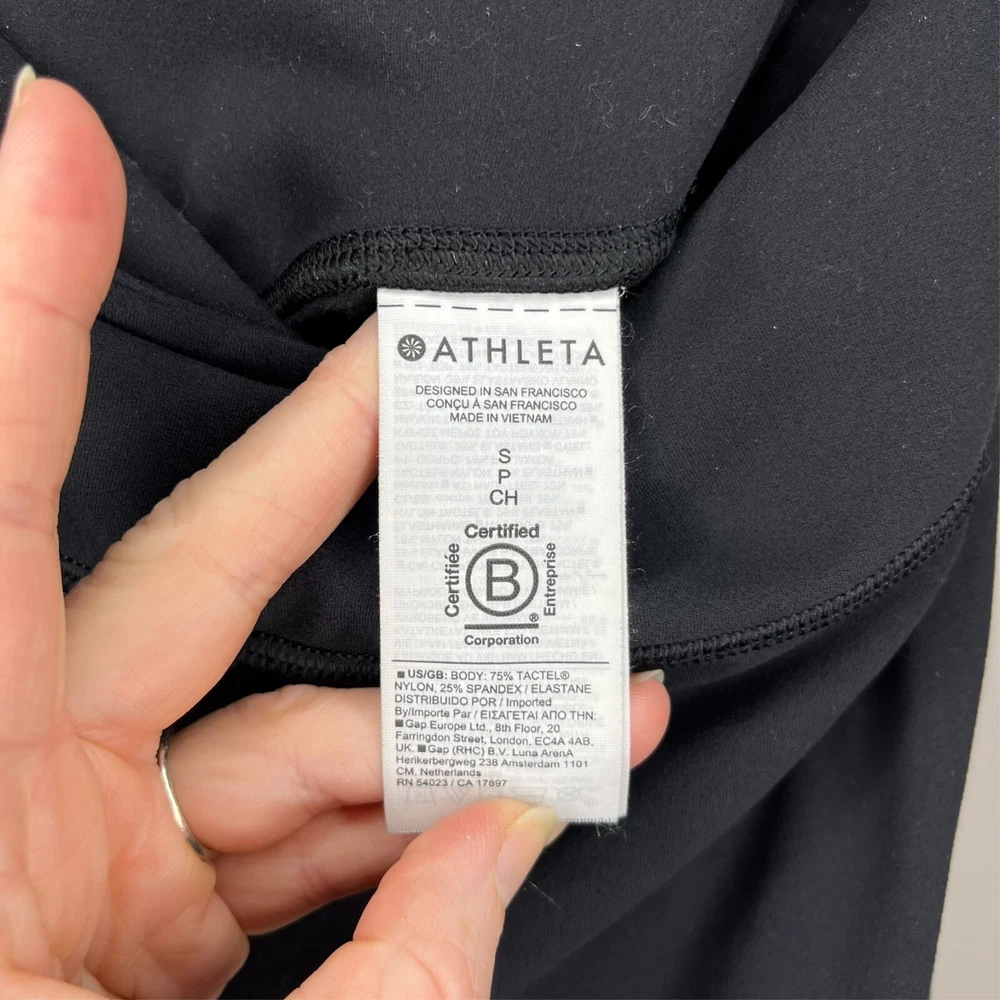 ATHLETA
DESIGNED IN SAN FRANCISCO
CONÇU À SAN FRANCISCO
MADE IN VIETNAM
S
P
CH
Certified
Certifiée
B
Entreprise
®
Corporation
■ US/GB: BODY: 75% TACTEL®
NYLON, 25% SPANDEX / ELASTANE
DISTRIBUIDO POR / Imported
By/Importe Par / ΕΙΣΑΓΕΤΑΙ ΑΠΟ ΤΗΝ:
■ Gap Europe Ltd., 8th Floor, 20
Farringdon Street, London, EC4A 4AB,
UK. ■ Gap (RHC) B.V. Luna ArenA
Herikerbergweg 238 Amsterdam 1101
CM, Netherlands
RN 54023 / CA 17897